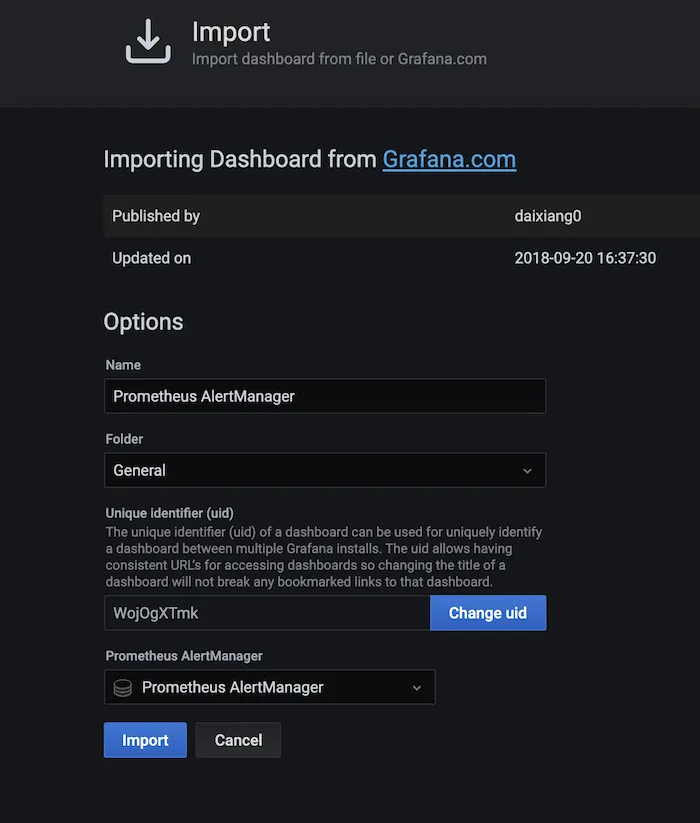 Import
Import dashboard from file or Grafana.com
Importing Dashboard from Grafana.com
Published by daixiang0
Updated on 2018-09-20 16:37:30
Options
Name
Prometheus AlertManager
Folder
General
Unique identifier (uid)
The unique identifier (uid) of a dashboard can be used for uniquely identify
a dashboard between multiple Grafana installs. The uid allows having
consistent URL's for accessing dashboards so changing the title of a
dashboard will not break any bookmarked links to that dashboard.
WojOgXTmk Change uid
Prometheus AlertManager
Prometheus AlertManager
Import Cancel